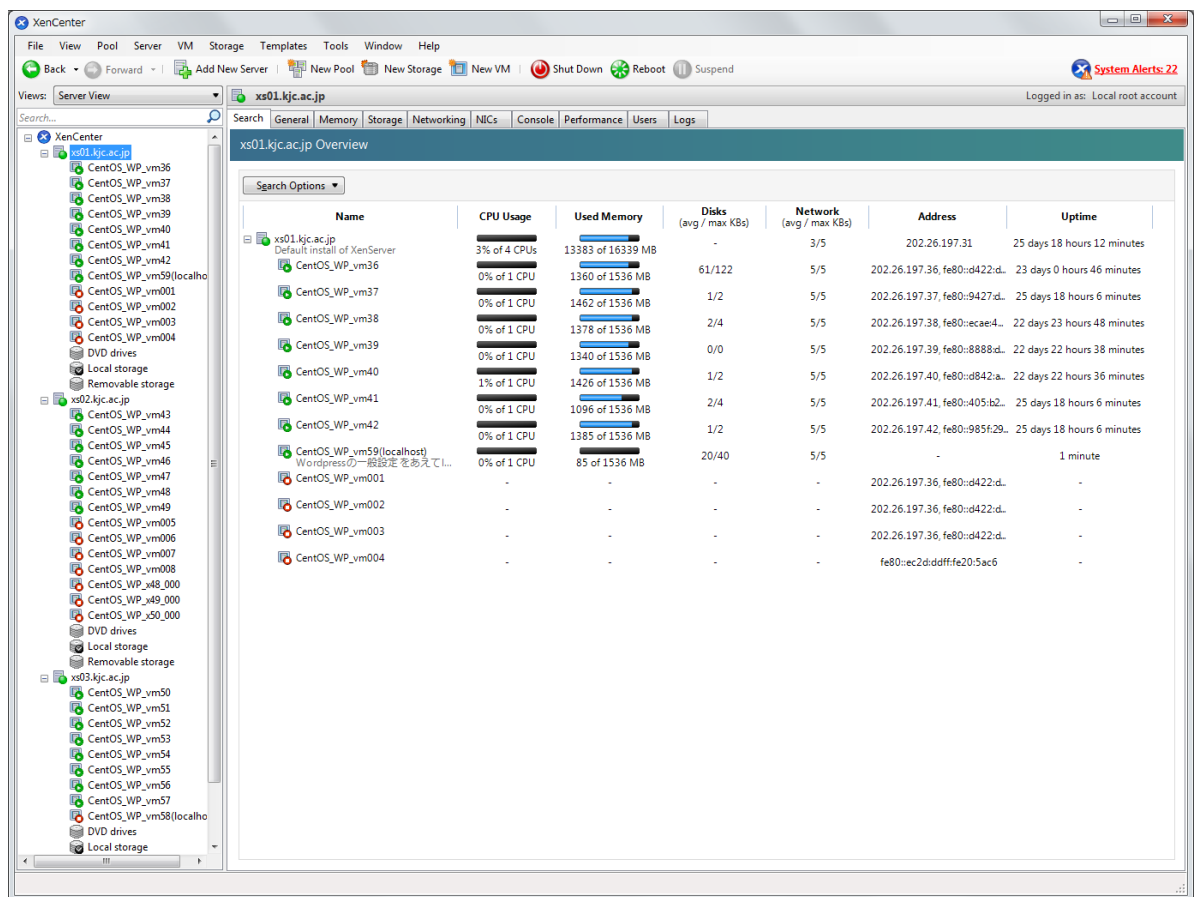 XenCenter
File View Pool Server VM Storage Templates Tools Window Help
Back Forward Add New Server New Pool New Storage New VM Shut Down Reboot Suspend System Alerts: 22
Views: Server View
xs01.kjc.ac.jp Logged in as: Local root account
Search...
Search General Memory Storage Networking NICs Console Performance Users Logs
XenCenter
xs01.kjc.ac.jp
CentOS_WP_vm36
CentOS_WP_vm37
CentOS_WP_vm38
CentOS_WP_vm39
CentOS_WP_vm40
CentOS_WP_vm41
CentOS_WP_vm42
CentOS_WP_vm59(localho
CentOS_WP_vm001
CentOS_WP_vm002
CentOS_WP_vm003
CentOS_WP_vm004
DVD drives
Local storage
Removable storage
xs02.kjc.ac.jp
CentOS_WP_vm43
CentOS_WP_vm44
CentOS_WP_vm45
CentOS_WP_vm46
CentOS_WP_vm47
CentOS_WP_vm48
CentOS_WP_vm49
CentOS_WP_vm005
CentOS_WP_vm006
CentOS_WP_vm007
CentOS_WP_vm008
CentOS_WP_x48_000
CentOS_WP_x49_000
CentOS_WP_x50_000
DVD drives
Local storage
Removable storage
xs03.kjc.ac.jp
CentOS_WP_vm50
CentOS_WP_vm51
CentOS_WP_vm52
CentOS_WP_vm53
CentOS_WP_vm54
CentOS_WP_vm55
CentOS_WP_vm56
CentOS_WP_vm57
CentOS_WP_vm58(localho
DVD drives
Local storage
xs01.kjc.ac.jp Overview
Search Options
Name CPU Usage Used Memory Disks (avg / max KBs) Network (avg / max KBs) Address Uptime
xs01.kjc.ac.jp
Default install of XenServer 3% of 4 CPUs 13383 of 16339 MB - 3/5 202.26.197.31 25 days 18 hours 12 minutes
CentOS_WP_vm36 0% of 1 CPU 1360 of 1536 MB 61/122 5/5 202.26.197.36, fe80::d422:d... 23 days 0 hours 46 minutes
CentOS_WP_vm37 0% of 1 CPU 1462 of 1536 MB 1/2 5/5 202.26.197.37, fe80::9427:d... 25 days 18 hours 6 minutes
CentOS_WP_vm38 0% of 1 CPU 1378 of 1536 MB 2/4 5/5 202.26.197.38, fe80::ecae:4... 22 days 23 hours 48 minutes
CentOS_WP_vm39 0% of 1 CPU 1340 of 1536 MB 0/0 5/5 202.26.197.39, fe80::8888:d... 22 days 22 hours 38 minutes
CentOS_WP_vm40 1% of 1 CPU 1426 of 1536 MB 1/2 5/5 202.26.197.40, fe80::d842:a... 22 days 22 hours 36 minutes
CentOS_WP_vm41 0% of 1 CPU 1096 of 1536 MB 2/4 5/5 202.26.197.41, fe80::405:b2... 25 days 18 hours 6 minutes
CentOS_WP_vm42 0% of 1 CPU 1385 of 1536 MB 1/2 5/5 202.26.197.42, fe80::985f:29... 25 days 18 hours 6 minutes
CentOS_WP_vm59(localhost)
Wordpressの一般設定をあえてl... 0% of 1 CPU 85 of 1536 MB 20/40 5/5 - 1 minute
CentOS_WP_vm001 - - - - 202.26.197.36, fe80::d422:d... -
CentOS_WP_vm002 - - - - 202.26.197.36, fe80::d422:d... -
CentOS_WP_vm003 - - - - 202.26.197.36, fe80::d422:d... -
CentOS_WP_vm004 - - - - fe80::ec2d:ddff:fe20:5ac6 -